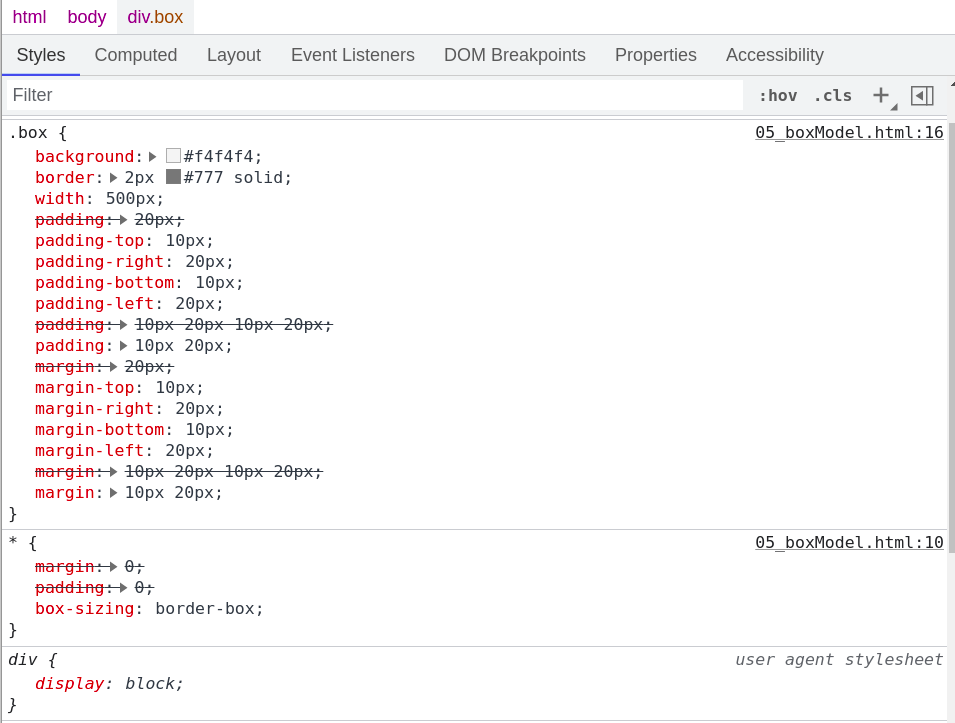 html body div.box
Styles Computed Layout Event Listeners DOM Breakpoints Properties Accessibility
Filter :hov .cls +
.box { 05_boxModel.html:16
background: #f4f4f4;
border: 2px #777 solid;
width: 500px;
padding: 20px;
padding-top: 10px;
padding-right: 20px;
padding-bottom: 10px;
padding-left: 20px;
padding: 10px 20px 10px 20px;
padding: 10px 20px;
margin: 20px;
margin-top: 10px;
margin-right: 20px;
margin-bottom: 10px;
margin-left: 20px;
margin: 10px 20px 10px 20px;
margin: 10px 20px;
}
* { 05_boxModel.html:10
margin: 0;
padding: 0;
box-sizing: border-box;
}
div { user agent stylesheet
display: block;
}